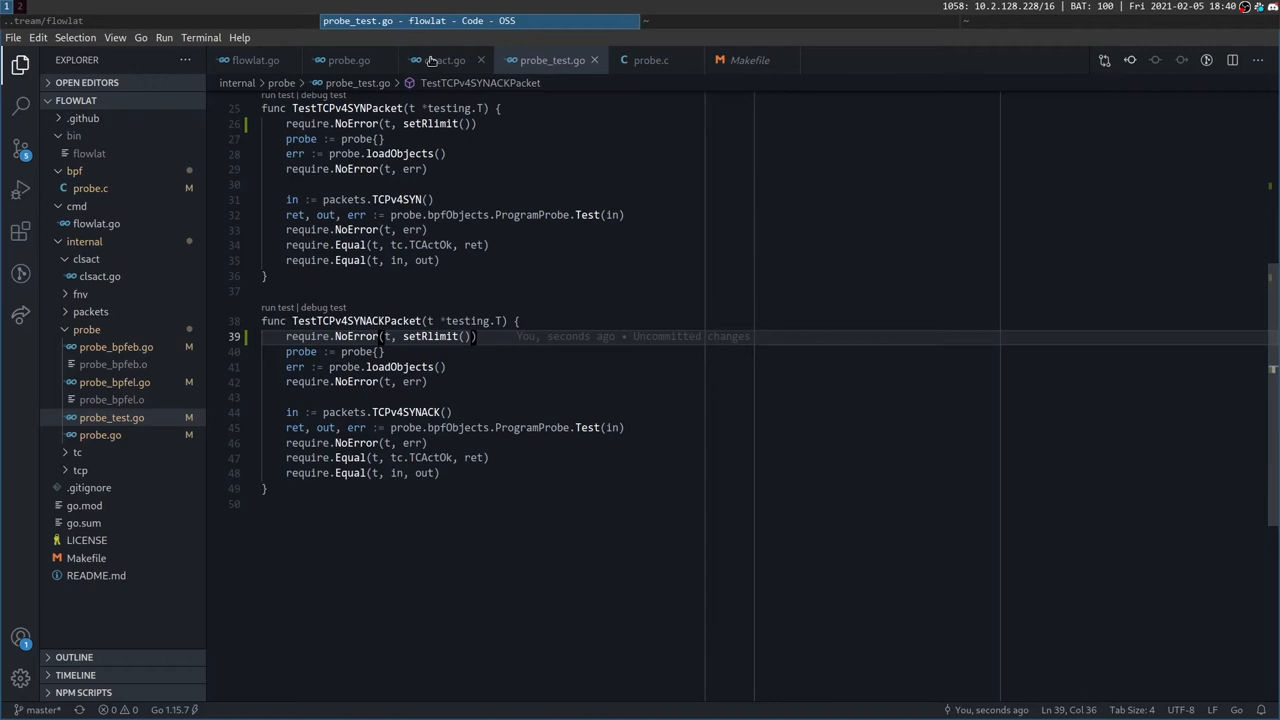 1 2
1058: 10.2.128.228/16 | BAT: 100 | Fri 2021-02-05 18:40
..tream/flowlat
probe_test.go - flowlat - Code - OSS
~
~
File Edit Selection View Go Run Terminal Help
EXPLORER
OPEN EDITORS
FLOWLAT
.github
bin
flowlat
bpf
probe.c M
cmd
flowlat.go
internal
clsact
clsact.go
fnv
packets
probe
probe_bpfeb.go M
probe_bpfeb.o
probe_bpfel.go M
probe_bpfel.o
probe_test.go M
probe.go M
tc
tcp
.gitignore
go.mod
go.sum
LICENSE
Makefile
README.md
OUTLINE
TIMELINE
NPM SCRIPTS
5
1
flowlat.go probe.go clsact.go probe_test.go probe.c Makefile
internal > probe > probe_test.go > TestTCPv4SYNACKPacket
run test | debug test
25 func TestTCPv4SYNPacket(t *testing.T) {
26 require.NoError(t, setRlimit())
27 probe := probe{}
28 err := probe.loadObjects()
29 require.NoError(t, err)
30
31 in := packets.TCPv4SYN()
32 ret, out, err := probe.bpfObjects.ProgramProbe.Test(in)
33 require.NoError(t, err)
34 require.Equal(t, tc.TCActOk, ret)
35 require.Equal(t, in, out)
36 }
37
run test | debug test
38 func TestTCPv4SYNACKPacket(t *testing.T) {
39 require.NoError(t, setRlimit()) You, seconds ago • Uncommitted changes
40 probe := probe{}
41 err := probe.loadObjects()
42 require.NoError(t, err)
43
44 in := packets.TCPv4SYNACK()
45 ret, out, err := probe.bpfObjects.ProgramProbe.Test(in)
46 require.NoError(t, err)
47 require.Equal(t, tc.TCActOk, ret)
48 require.Equal(t, in, out)
49 }
50
master* 0 0 Go 1.15.7 You, seconds ago Ln 39, Col 36 Tab Size: 4 UTF-8 LF Go